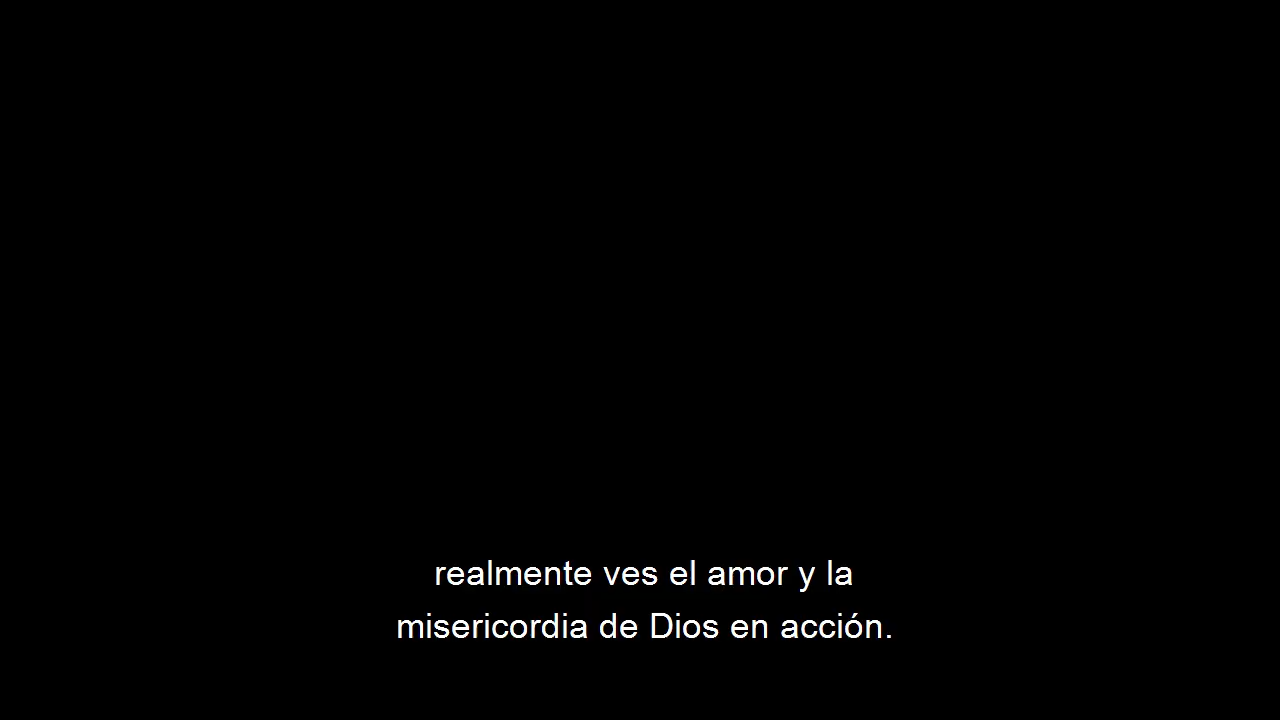 realmente ves el amor y la
misericordia de Dios en acción.